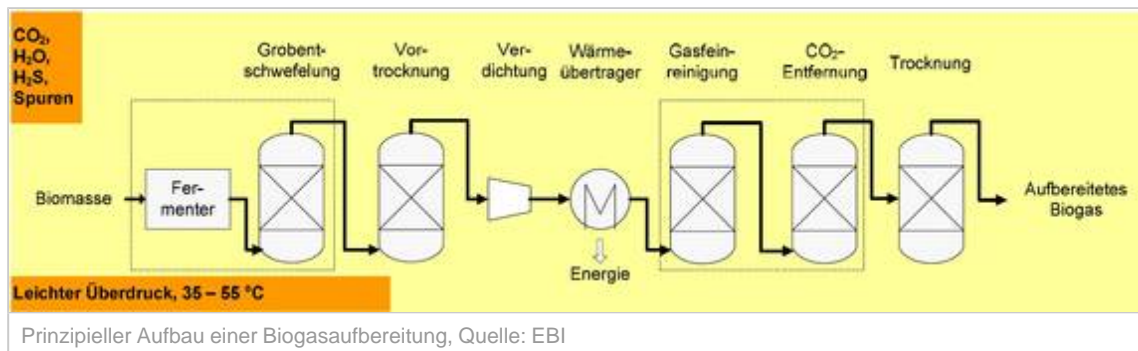 CO₂,
H₂O,
H₂S,
Spuren
Grobent-
schwefelung
Vor-
trocknung
Ver-
dichtung
Wärme-
übertrager
Gasfein-
reinigung
CO₂-
Entfernung
Trocknung
Biomasse
Fer-
menter
Energie
Aufbereitetes
Biogas
Leichter Überdruck, 35 – 55 °C
Prinzipieller Aufbau einer Biogasaufbereitung, Quelle: EBI